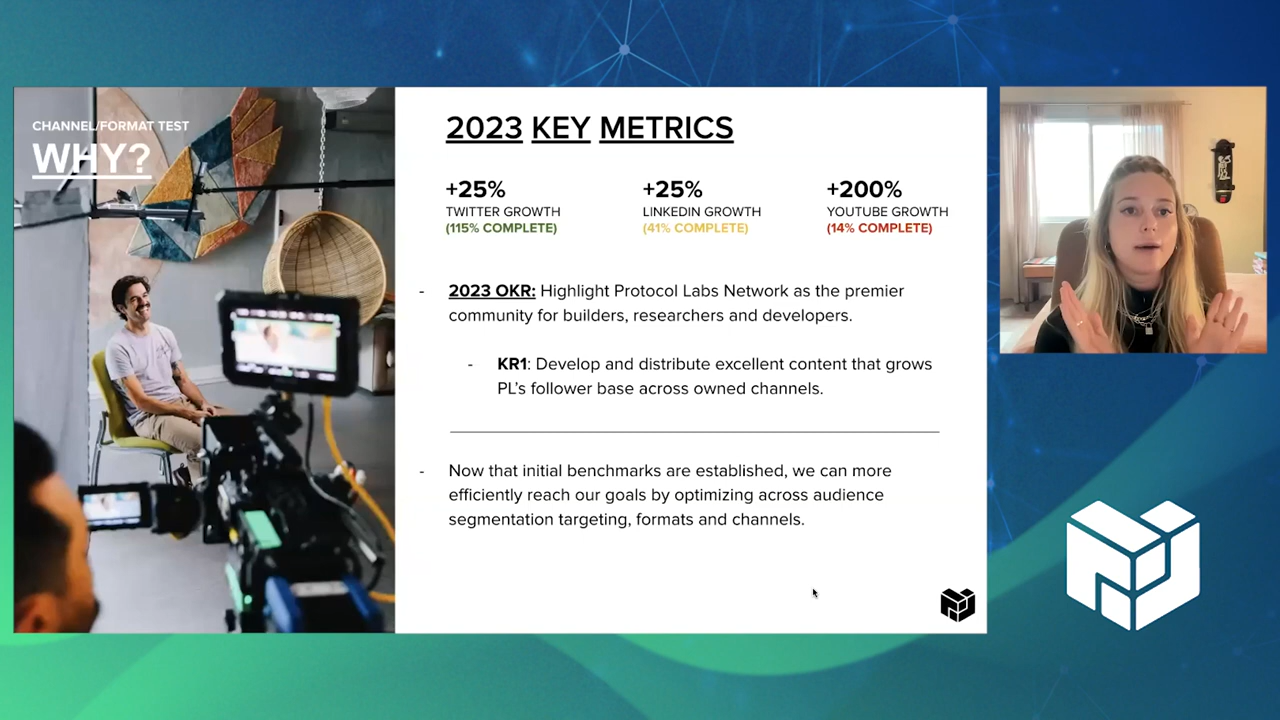 CHANNEL/FORMAT TEST
WHY?
2023 KEY METRICS
+25%
TWITTER GROWTH
(115% COMPLETE)
+25%
LINKEDIN GROWTH
(41% COMPLETE)
+200%
YOUTUBE GROWTH
(14% COMPLETE)
- 2023 OKR: Highlight Protocol Labs Network as the premier
community for builders, researchers and developers.
- KR1: Develop and distribute excellent content that grows
PL's follower base across owned channels.
- Now that initial benchmarks are established, we can more
efficiently reach our goals by optimizing across audience
segmentation targeting, formats and channels.